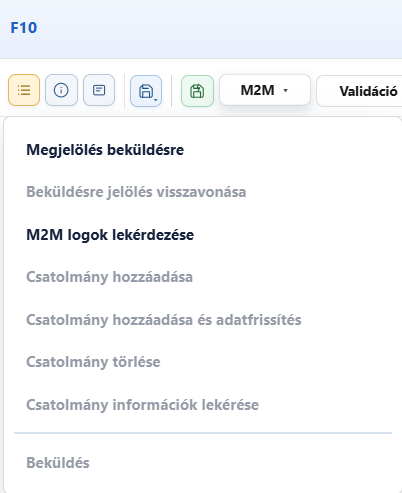 F10
M2M
Validáció
Megjelölés beküldésre
Beküldésre jelölés visszavonása
M2M logok lekérdezése
Csatolmány hozzáadása
Csatolmány hozzáadása és adatfrissítés
Csatolmány törlése
Csatolmány információk lekérése
Beküldés